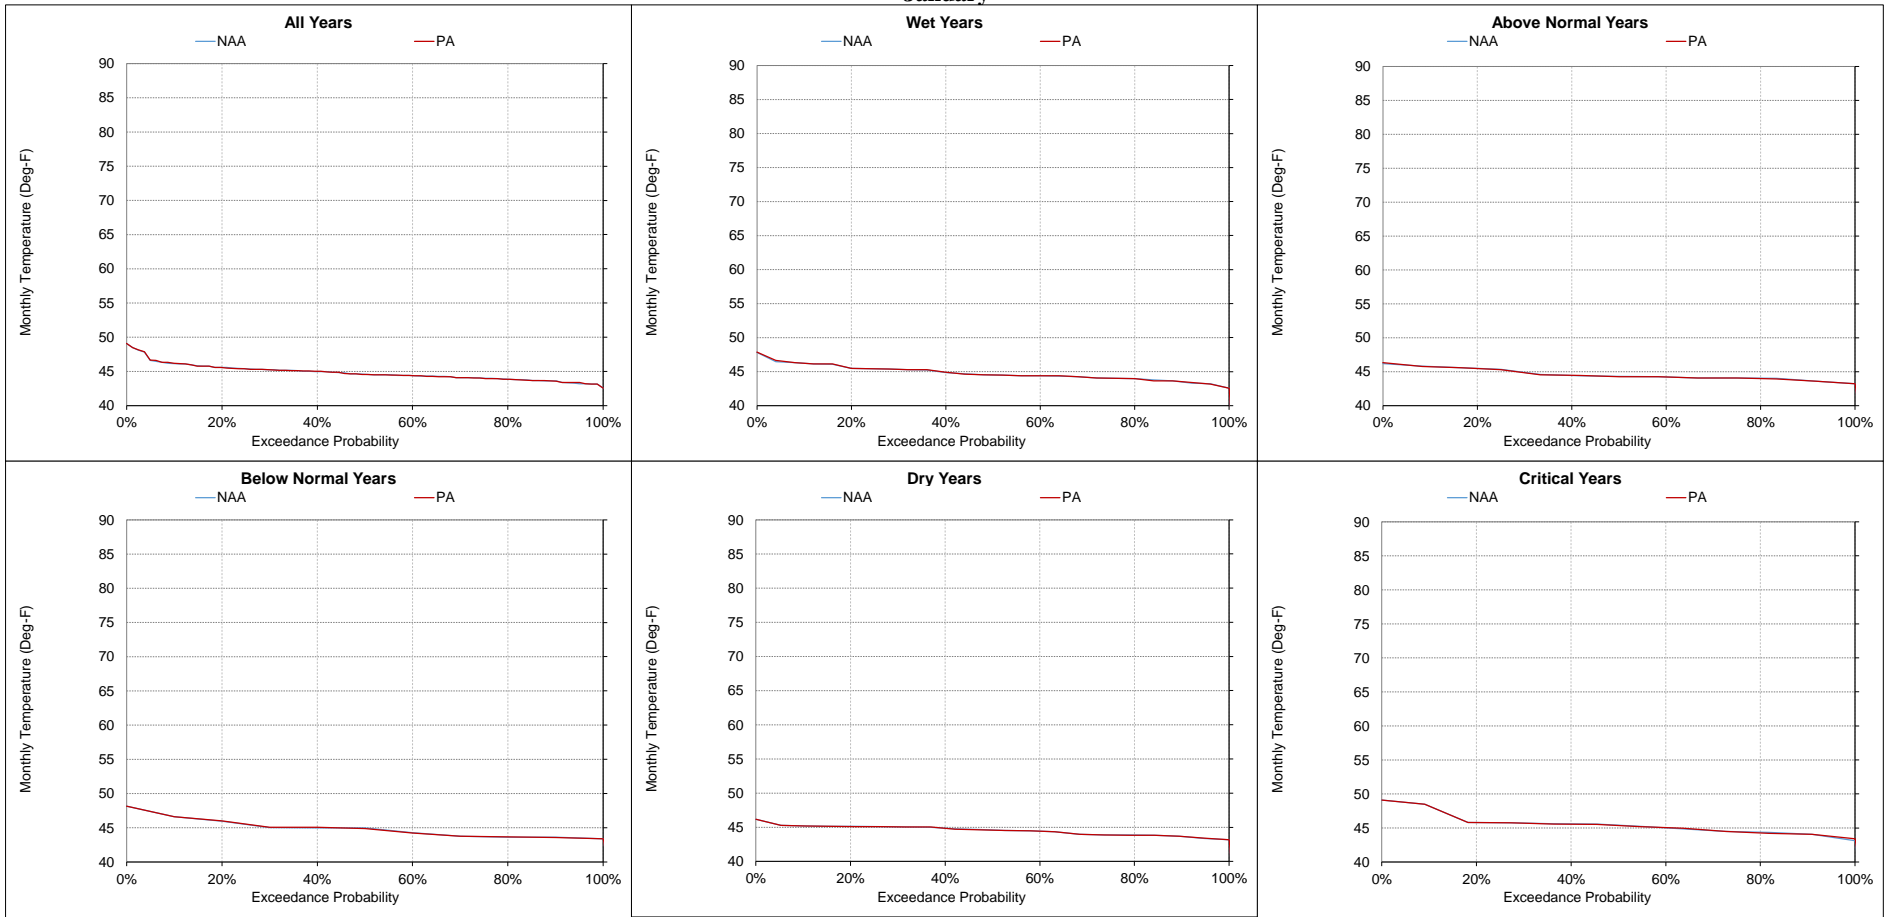 All Years
NAA PA
90
85
80
75
70
65
60
55
50
45
40
Monthly Temperature (Deg-F)
0% 20% 40% 60% 80% 100%
Exceedance Probability
Wet Years
NAA PA
90
85
80
75
70
65
60
55
50
45
40
Monthly Temperature (Deg-F)
0% 20% 40% 60% 80% 100%
Exceedance Probability
Above Normal Years
NAA PA
90
85
80
75
70
65
60
55
50
45
40
Monthly Temperature (Deg-F)
0% 20% 40% 60% 80% 100%
Exceedance Probability
Below Normal Years
NAA PA
90
85
80
75
70
65
60
55
50
45
40
Monthly Temperature (Deg-F)
0% 20% 40% 60% 80% 100%
Exceedance Probability
Dry Years
NAA PA
90
85
80
75
70
65
60
55
50
45
40
Monthly Temperature (Deg-F)
0% 20% 40% 60% 80% 100%
Exceedance Probability
Critical Years
NAA PA
90
85
80
75
70
65
60
55
50
45
40
Monthly Temperature (Deg-F)
0% 20% 40% 60% 80% 100%
Exceedance Probability